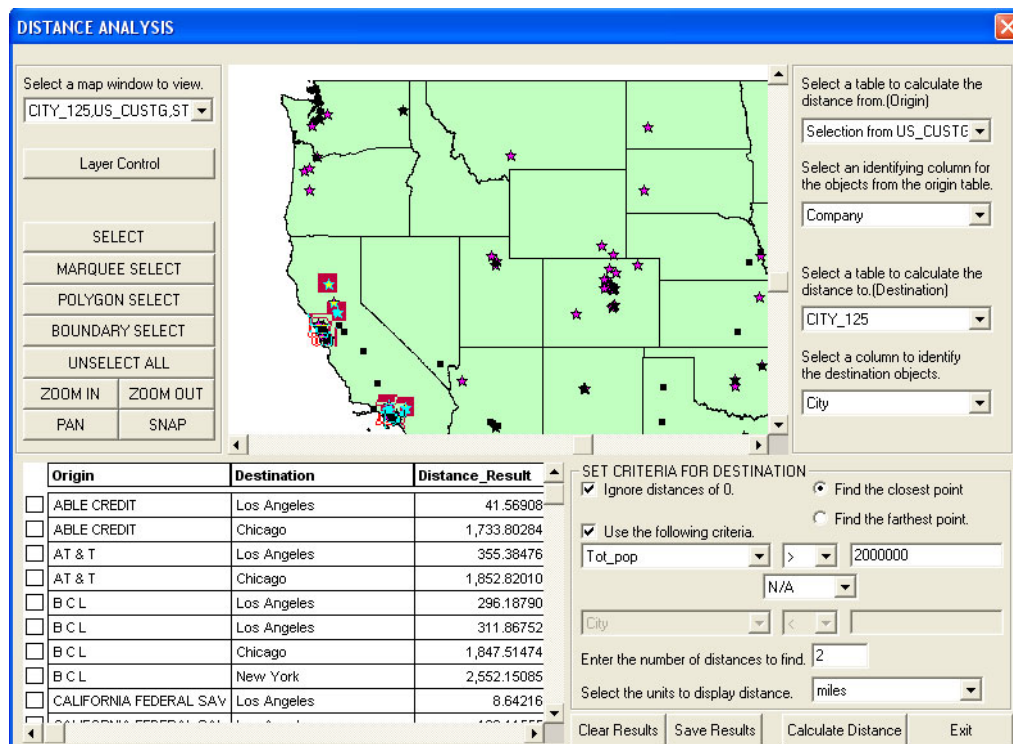 DISTANCE ANALYSIS
Select a map window to view.
CITY_125,US_CUSTG,ST
Layer Control
SELECT
MARQUEE SELECT
POLYGON SELECT
BOUNDARY SELECT
UNSELECT ALL
ZOOM IN
ZOOM OUT
PAN
SNAP
Select a table to calculate the
distance from.(Origin)
Selection from US_CUSTG
Select an identifying column for
the objects from the origin table.
Company
Select a table to calculate the
distance to.(Destination)
CITY_125
Select a column to identify
the destination objects.
City
Origin Destination Distance_Result
ABLE CREDIT Los Angeles 41.56908
ABLE CREDIT Chicago 1,733.80284
AT & T Los Angeles 355.38476
AT & T Chicago 1,852.82010
B C L Los Angeles 296.18790
B C L Los Angeles 311.86752
B C L Chicago 1,847.51474
B C L New York 2,552.15085
CALIFORNIA FEDERAL SAV Los Angeles 8.64216
SET CRITERIA FOR DESTINATION
Ignore distances of 0.
Find the closest point
Find the farthest point.
Use the following criteria.
Tot_pop > 2000000
N/A
City <
Enter the number of distances to find. 2
Select the units to display distance. miles
Clear Results
Save Results
Calculate Distance
Exit